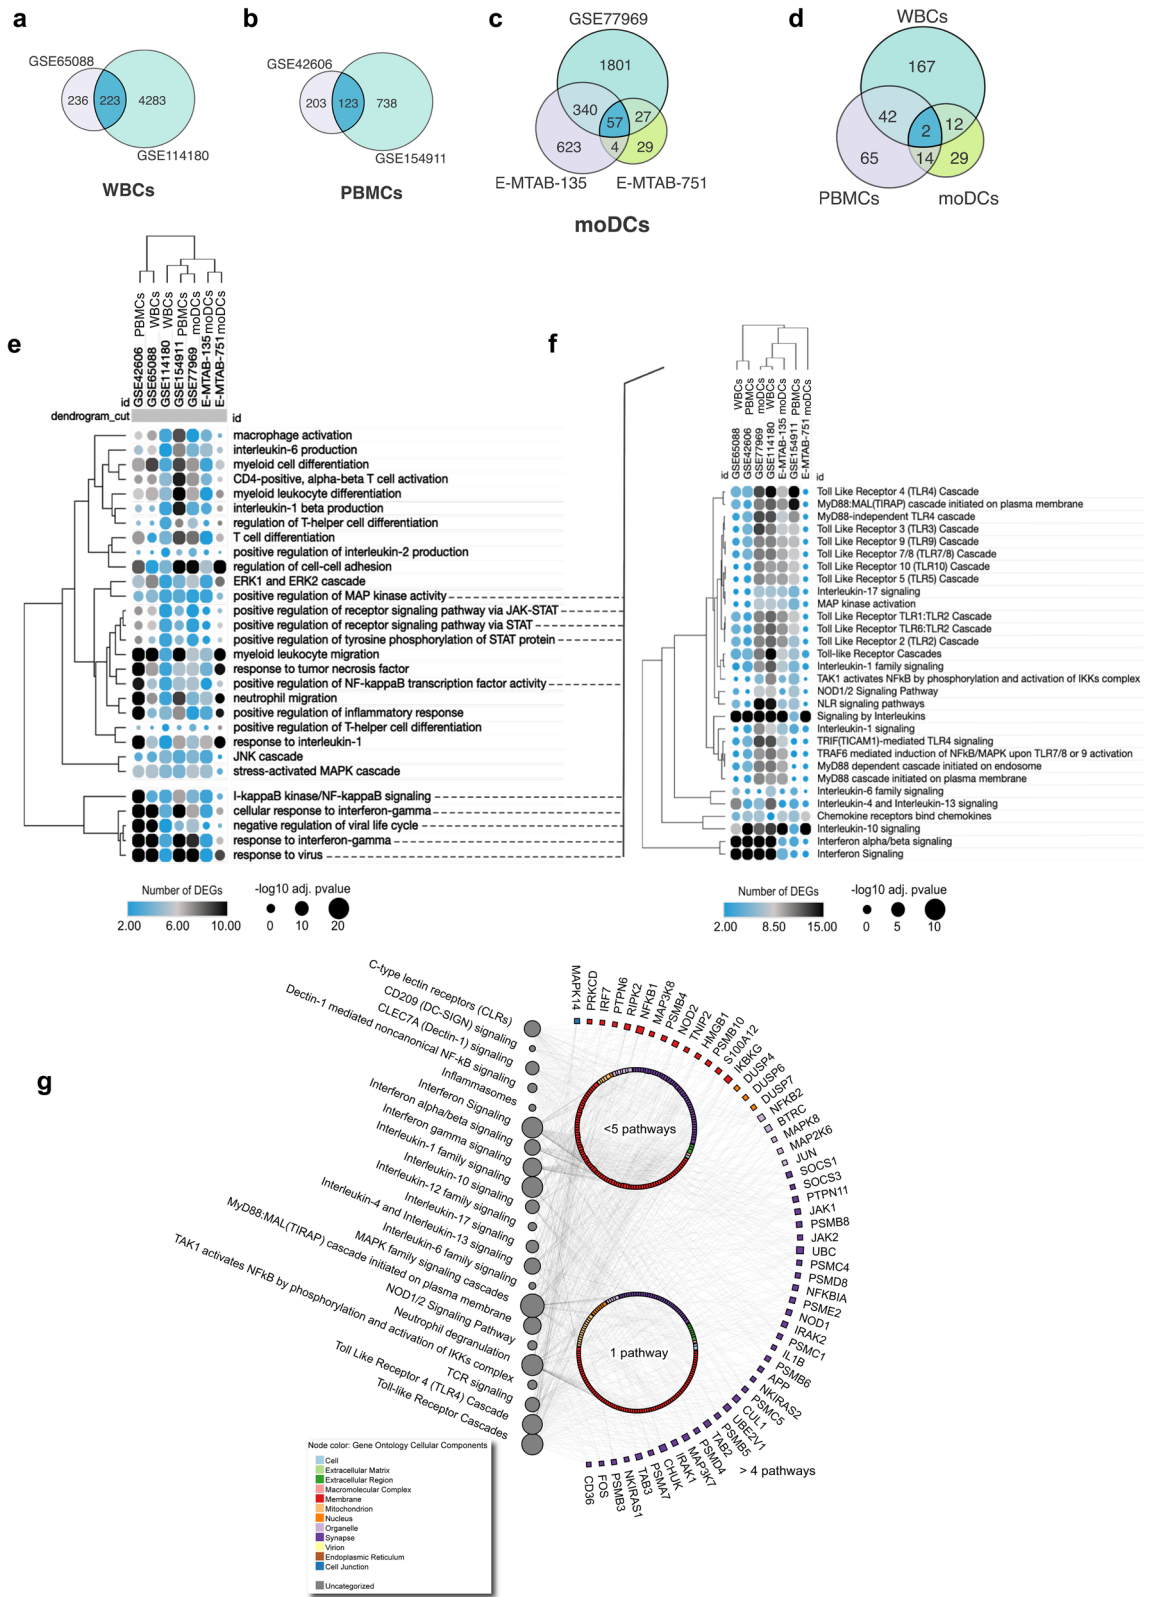 a
GSE65088
236
223
4283
GSE114180
WBCs
b
GSE42606
203
123
738
GSE154911
PBMCs
c
GSE77969
1801
340
57
27
623
4
29
E-MTAB-135
E-MTAB-751
moDCs
d
WBCs
167
42
2
12
65
14
29
PBMCs
moDCs
e
PBMCs
WBCs
WBCs
PBMCs
moDCs
moDCs
moDCs
GSE42606
GSE65088
GSE114180
GSE154911
GSE77969
E-MTAB-135
E-MTAB-751
id
dendrogram_cut
id
macrophage activation
interleukin-6 production
myeloid cell differentiation
CD4-positive, alpha-beta T cell activation
myeloid leukocyte differentiation
interleukin-1 beta production
regulation of T-helper cell differentiation
T cell differentiation
positive regulation of interleukin-2 production
regulation of cell-cell adhesion
ERK1 and ERK2 cascade
positive regulation of MAP kinase activity
positive regulation of receptor signaling pathway via JAK-STAT
positive regulation of receptor signaling pathway via STAT
positive regulation of tyrosine phosphorylation of STAT protein
myeloid leukocyte migration
response to tumor necrosis factor
positive regulation of NF-kappaB transcription factor activity
neutrophil migration
positive regulation of inflammatory response
positive regulation of T-helper cell differentiation
response to interleukin-1
JNK cascade
stress-activated MAPK cascade
I-kappaB kinase/NF-kappaB signaling
cellular response to interferon-gamma
negative regulation of viral life cycle
response to interferon-gamma
response to virus
Number of DEGs
2.00 6.00 10.00
-log10 adj. pvalue
0 10 20
f
WBCs
PBMCs
moDCs
WBCs
moDCs
PBMCs
moDCs
GSE65088
GSE42606
GSE77969
GSE114180
E-MTAB-135
GSE154911
E-MTAB-751
id
id
Toll Like Receptor 4 (TLR4) Cascade
MyD88:MAL(TIRAP) cascade initiated on plasma membrane
MyD88-independent TLR4 cascade
Toll Like Receptor 3 (TLR3) Cascade
Toll Like Receptor 9 (TLR9) Cascade
Toll Like Receptor 7/8 (TLR7/8) Cascade
Toll Like Receptor 10 (TLR10) Cascade
Toll Like Receptor 5 (TLR5) Cascade
Interleukin-17 signaling
MAP kinase activation
Toll Like Receptor TLR1:TLR2 Cascade
Toll Like Receptor TLR6:TLR2 Cascade
Toll Like Receptor 2 (TLR2) Cascade
Toll-like Receptor Cascades
Interleukin-1 family signaling
TAK1 activates NFkB by phosphorylation and activation of IKKs complex
NOD1/2 Signaling Pathway
NLR signaling pathways
Signaling by Interleukins
Interleukin-1 signaling
TRIF(TICAM1)-mediated TLR4 signaling
TRAF6 mediated induction of NFkB/MAPK upon TLR7/8 or 9 activation
MyD88 dependent cascade initiated on endosome
MyD88 cascade initiated on plasma membrane
Interleukin-6 family signaling
Interleukin-4 and Interleukin-13 signaling
Chemokine receptors bind chemokines
Interleukin-10 signaling
Interferon alpha/beta signaling
Interferon Signaling
Number of DEGs
2.00 8.50 15.00
-log10 adj. pvalue
0 5 10
g
C-type lectin receptors (CLRs)
CD209 (DC-SIGN) signaling
CLEC7A (Dectin-1) signaling
Dectin-1 mediated noncanonical NF-kB signaling
Inflammasomes
Interferon Signaling
Interferon alpha/beta signaling
Interferon gamma signaling
Interleukin-1 family signaling
Interleukin-10 signaling
Interleukin-12 family signaling
Interleukin-17 signaling
Interleukin-4 and Interleukin-13 signaling
Interleukin-6 family signaling
MAPK family signaling cascades
MyD88:MAL(TIRAP) cascade initiated on plasma membrane
NOD1/2 Signaling Pathway
Neutrophil degranulation
TAK1 activates NFkB by phosphorylation and activation of IKKs complex
TCR signaling
Toll Like Receptor 4 (TLR4) Cascade
Toll-like Receptor Cascades
<5 pathways
1 pathway
MAPK14
PRKCD
IRF7
PTPN6
RIPK2
NFKB1
MAP3K8
PSMB4
NOD2
TNIP2
HMGB1
PSMB10
S100A12
IKBKG
DUSP4
DUSP6
DUSP7
NFKB2
BTRC
MAPK8
MAP2K6
JUN
SOCS1
SOCS3
PTPN11
JAK1
PSMB8
JAK2
UBC
PSMC4
PSMD8
NFKBIA
PSME2
NOD1
IRAK2
PSMC1
IL1B
PSMB6
APP
NKIRAS2
PSMC5
CUL1
UBE2V1
PSMB5
TAB2
PSMD4
MAP3K7
IRAK1
CHUK
PSMA7
TAB3
NKIRAS1
PSMB3
FOS
CD36
> 4 pathways
Node color: Gene Ontology Cellular Components
Cell
Extracellular Matrix
Extracellular Region
Macromolecular Complex
Membrane
Mitochondrion
Nucleus
Organelle
Synapse
Virion
Endoplasmic Reticulum
Cell Junction
Uncategorized